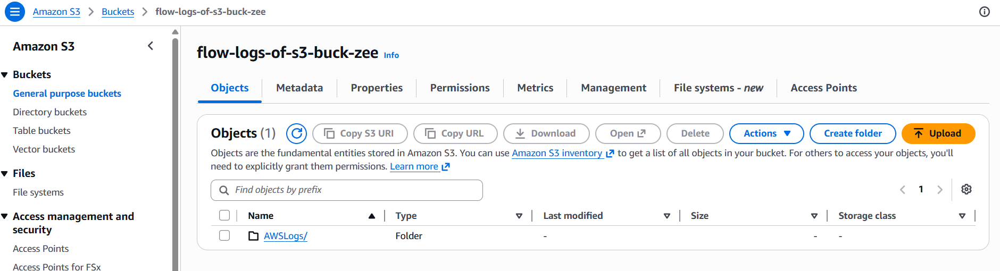 Amazon S3 > Buckets > flow-logs-of-s3-buck-zee
Amazon S3
Buckets
General purpose buckets
Directory buckets
Table buckets
Vector buckets
Files
File systems
Access management and
security
Access Points
Access Points for FSx
flow-logs-of-s3-buck-zee Info
Objects Metadata Properties Permissions Metrics Management File systems - new Access Points
Objects (1) Copy S3 URI Copy URL Download Open Delete Actions Create folder Upload
Objects are the fundamental entities stored in Amazon S3. You can use Amazon S3 inventory to get a list of all objects in your bucket. For others to access your objects, you'll
need to explicitly grant them permissions. Learn more
Find objects by prefix
1
Name Type Last modified Size Storage class
AWSLogs/ Folder - - -